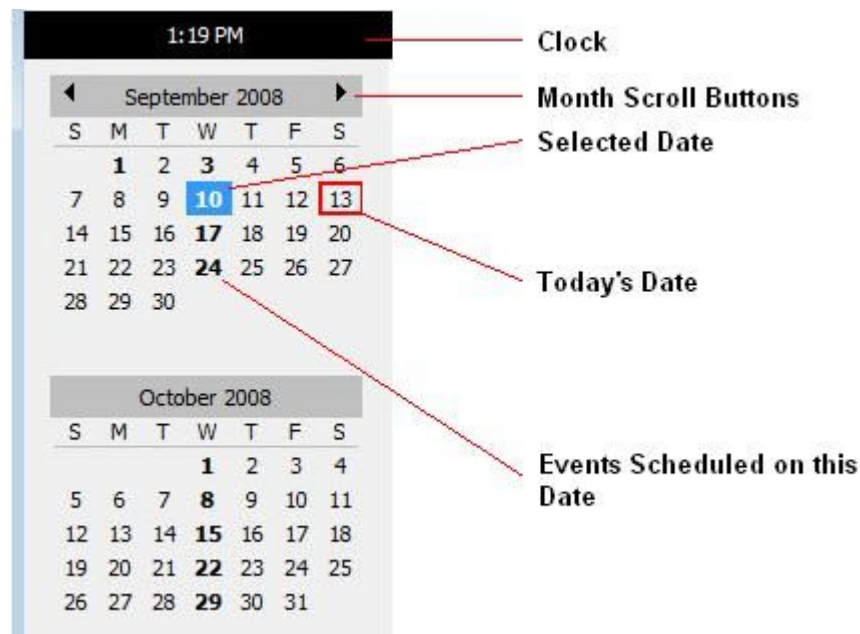 1:19 PM
Clock
September 2008
Month Scroll Buttons
S M T W T F S
Selected Date
1 2 3 4 5 6
7 8 9 10 11 12 13
14 15 16 17 18 19 20
21 22 23 24 25 26 27
Today's Date
28 29 30
October 2008
S M T W T F S
1 2 3 4
Events Scheduled on this
Date
5 6 7 8 9 10 11
12 13 14 15 16 17 18
19 20 21 22 23 24 25
26 27 28 29 30 31